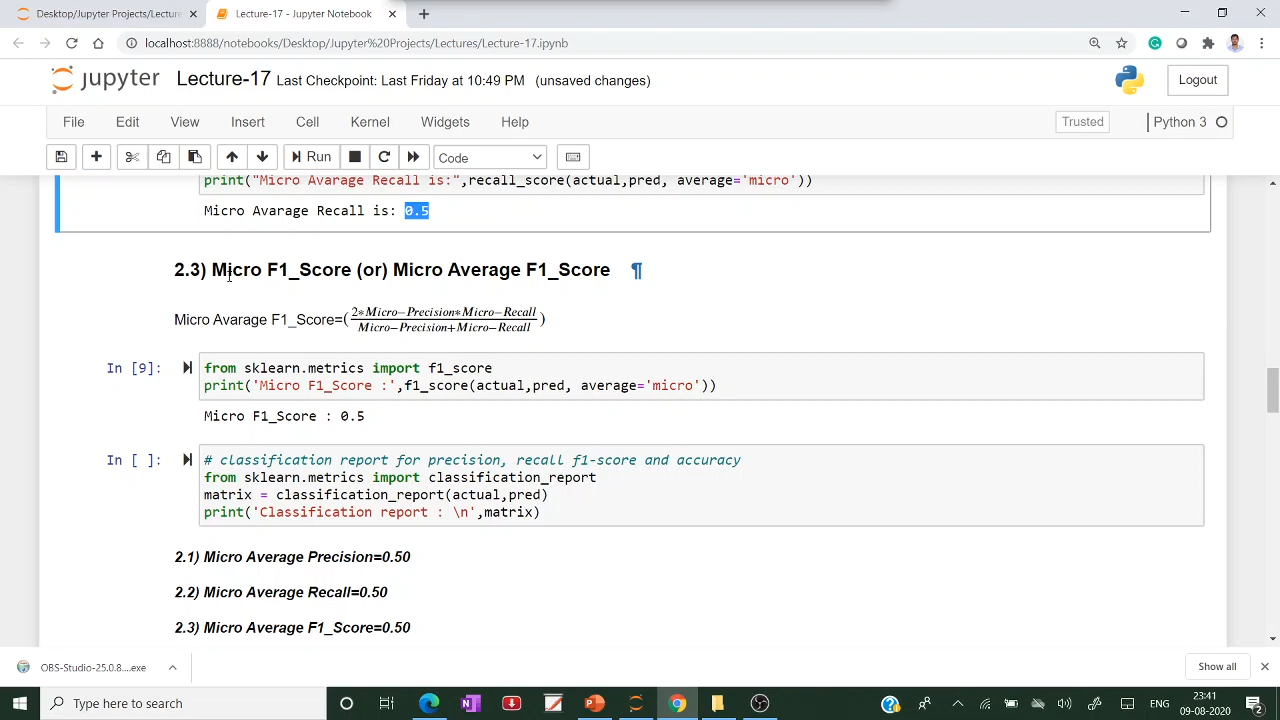 Desktop/Jupyter Projects/Lecture
Lecture-17 - Jupyter Notebook
localhost:8888/notebooks/Desktop/Jupyter%20Projects/Lectures/Lecture-17.ipynb
jupyter Lecture-17 Last Checkpoint: Last Friday at 10:49 PM (unsaved changes)
Logout
File Edit View Insert Cell Kernel Widgets Help
Trusted
Python 3
Run
Code
print("Micro Avarage Recall is:",recall_score(actual,pred, average='micro'))
Micro Avarage Recall is: 0.5
2.3) Micro F1_Score (or) Micro Average F1_Score ¶
Micro Avarage F1_Score=(2∗Micro−Precision∗Micro−Recall
Micro−Precision+Micro−Recall)
In [9]:
from sklearn.metrics import f1_score
print('Micro F1_Score :',f1_score(actual,pred, average='micro'))
Micro F1_Score : 0.5
In [ ]:
# classification report for precision, recall f1-score and accuracy
from sklearn.metrics import classification_report
matrix = classification_report(actual,pred)
print('Classification report : \n',matrix)
2.1) Micro Average Precision=0.50
2.2) Micro Average Recall=0.50
2.3) Micro Average F1_Score=0.50
OBS-Studio-25.0.8....exe
Show all
Type here to search
ENG
23:41
09-08-2020
2